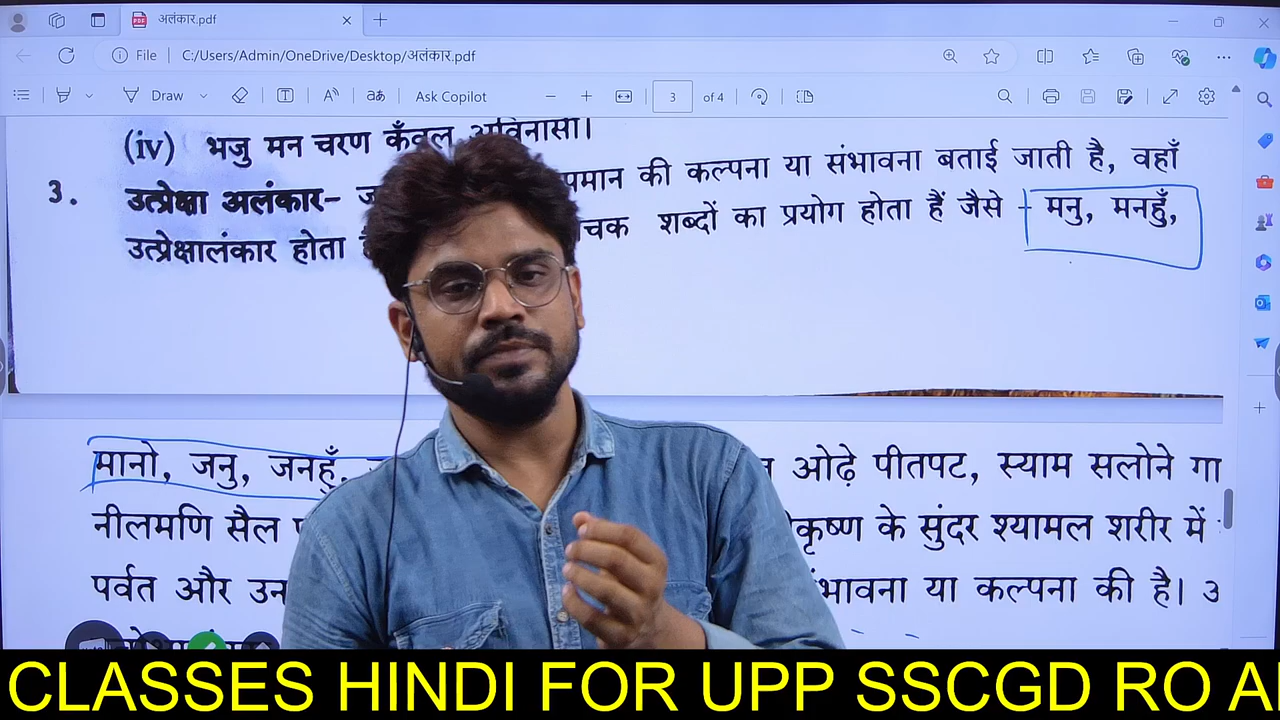 अलंकार.pdf
File C:/Users/Admin/OneDrive/Desktop/अलंकार.pdf
Draw Ask Copilot 3 of 4
(iv) भजु मन चरण कँवल अविनासी।
3. उत्प्रेक्षा अलंकार- पमान की कल्पना या संभावना बताई जाती है, वहाँ
उत्प्रेक्षालंकार होता चक शब्दों का प्रयोग होता हैं जैसे - मनु, मनहुँ,
मानो, जनु, जनहुँ, ओढ़े पीतपट, स्याम सलोने गा
नीलमणि सैल कृष्ण के सुंदर श्यामल शरीर में
पर्वत और उन भावना या कल्पना की है।
CLASSES HINDI FOR UPP SSCGD RO A